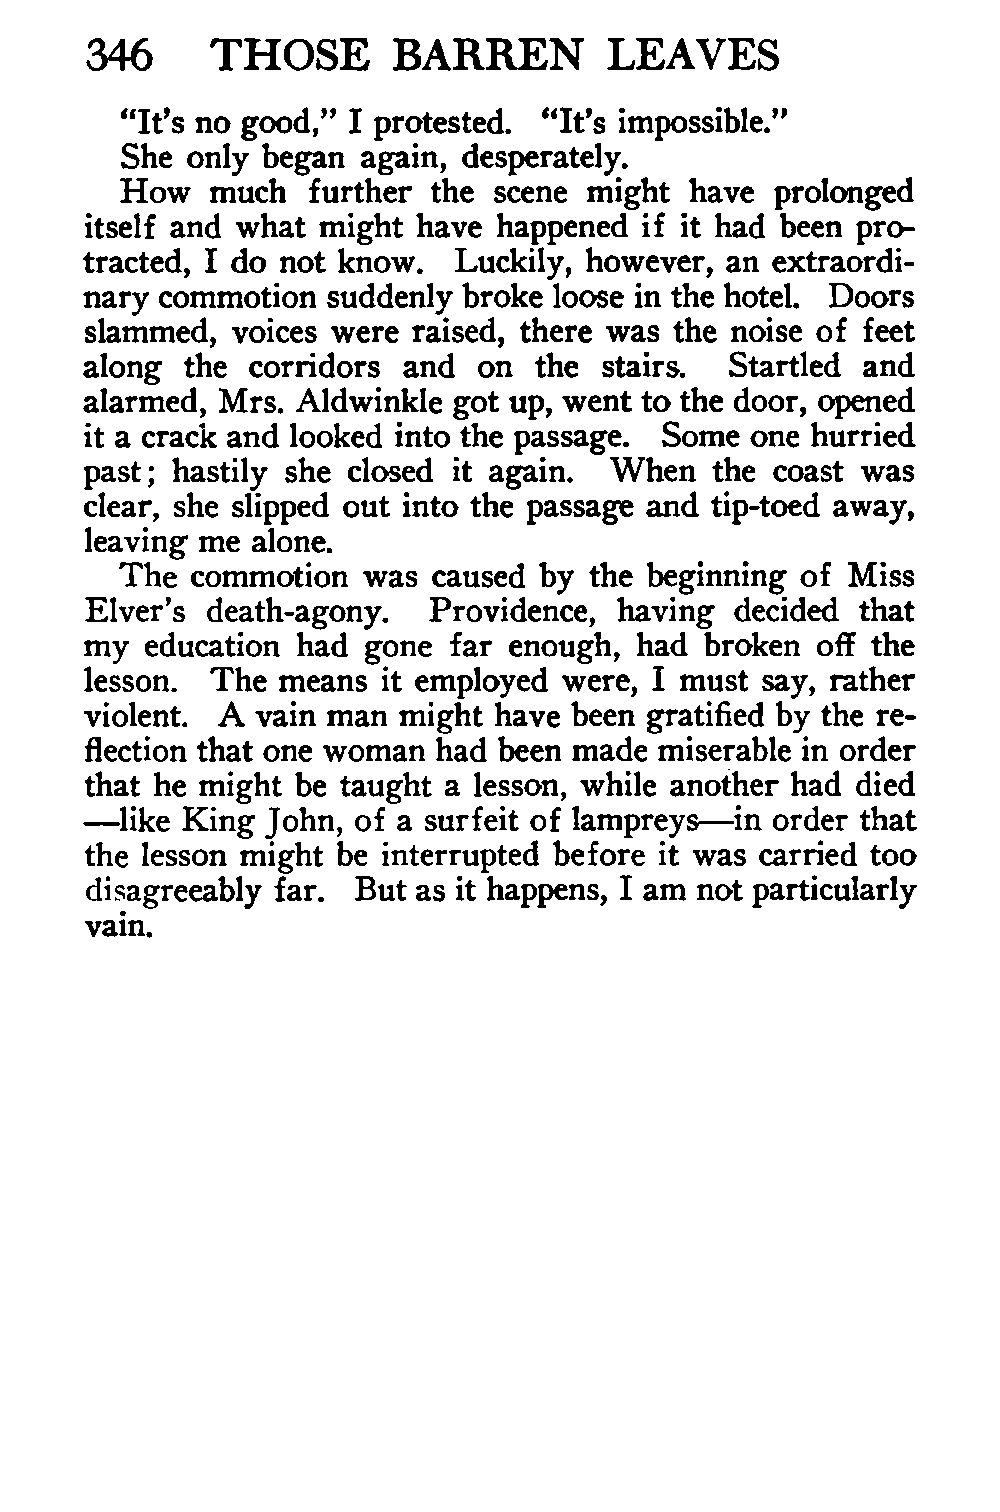 346 THOSE BARREN LEAVES
“It's no good,” I protested. “It's impossible.”
She only began again, desperately.
How much further the scene might have prolonged
itself and what might have happened if it had been pro-
tracted, I do not know. Luckily, however, an extraordi-
nary commotion suddenly broke loose in the hotel. Doors
slammed, voices were raised, there was the noise of feet
along the corridors and on the stairs. Startled and
alarmed, Mrs. Aldwinkle got up, went to the door, opened
it a crack and looked into the passage. Some one hurried
past; hastily she closed it again. When the coast was
clear, she slipped out into the passage and tip-toed away,
leaving me alone.
The commotion was caused by the beginning of Miss
Elver's death-agony. Providence, having decided that
my education had gone far enough, had broken off the
lesson. The means it employed were, I must say, rather
violent. A vain man might have been gratified by the re-
flection that one woman had been made miserable in order
that he might be taught a lesson, while another had died
—like King John, of a surfeit of lampreys—in order that
the lesson might be interrupted before it was carried too
disagreeably far. But as it happens, I am not particularly
vain.